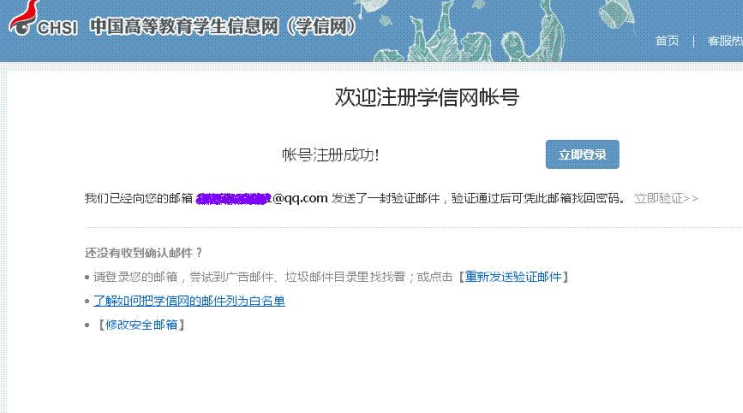 CHSI 中国高等教育学生信息网（学信网）
首页 | 客服热
欢迎注册学信网帐号
帐号注册成功！
立即登录
我们已经向您的邮箱 @qq.com 发送了一封验证邮件，验证通过后可凭此邮箱找回密码。 立即验证>>
还没有收到确认邮件？
• 请登录您的邮箱，尝试到广告邮件、垃圾邮件目录里找找看；或点击【重新发送验证邮件】
• 了解如何把学信网的邮件列为白名单
• 【修改安全邮箱】